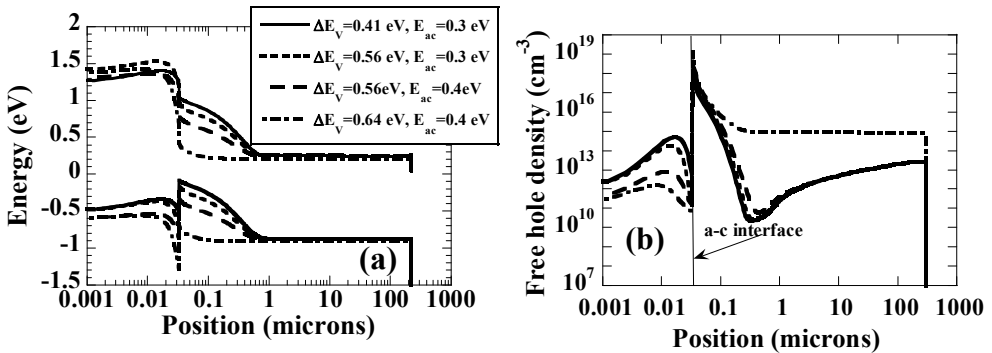 ΔE_V=0.41 eV, E_ac=0.3 eV
ΔE_V=0.56 eV, E_ac=0.3 eV
ΔE_V=0.56eV, E_ac=0.4eV
ΔE_V=0.64 eV, E_ac=0.4 eV
Energy (eV)
2
1.5
1
0.5
0
-0.5
-1
-1.5
(a)
0.001 0.01 0.1 1 10 100 1000
Position (microns)
Free hole density (cm^-3)
10^19
10^16
10^13
10^10
10^7
(b)
a-c interface
0.001 0.01 0.1 1 10 100 1000
Position (microns)